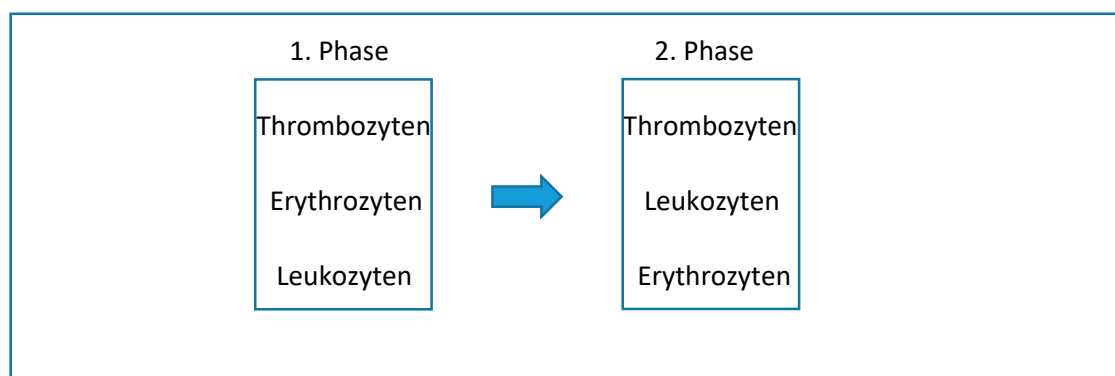 1. Phase
Thrombozyten
Erythrozyten
Leukozyten
2. Phase
Thrombozyten
Leukozyten
Erythrozyten